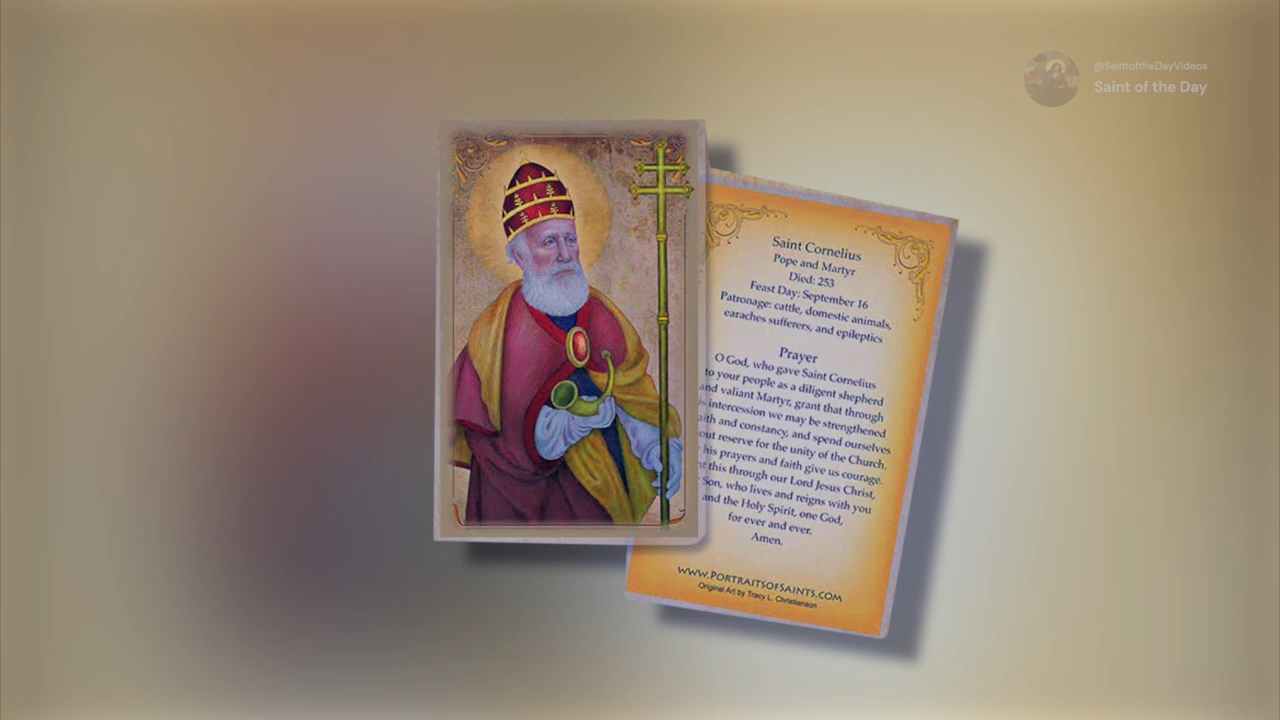 @SaintoftheDayVideos
Saint of the Day
Saint Cornelius
Pope and Martyr
Died: 253
Feast Day: September 16
Patronage: cattle, domestic animals,
earaches sufferers, and epileptics
Prayer
O God, who gave Saint Cornelius
to your people as a diligent shepherd
and valiant Martyr, grant that through
intercession we may be strengthened
and constancy, and spend ourselves
reserve for the unity of the Church.
his prayers and faith give us courage.
this through our Lord Jesus Christ,
Son, who lives and reigns with you
and the Holy Spirit, one God,
for ever and ever.
Amen.
www.PortraitsofSaints.com
Original Art by Tracy L. Christianson